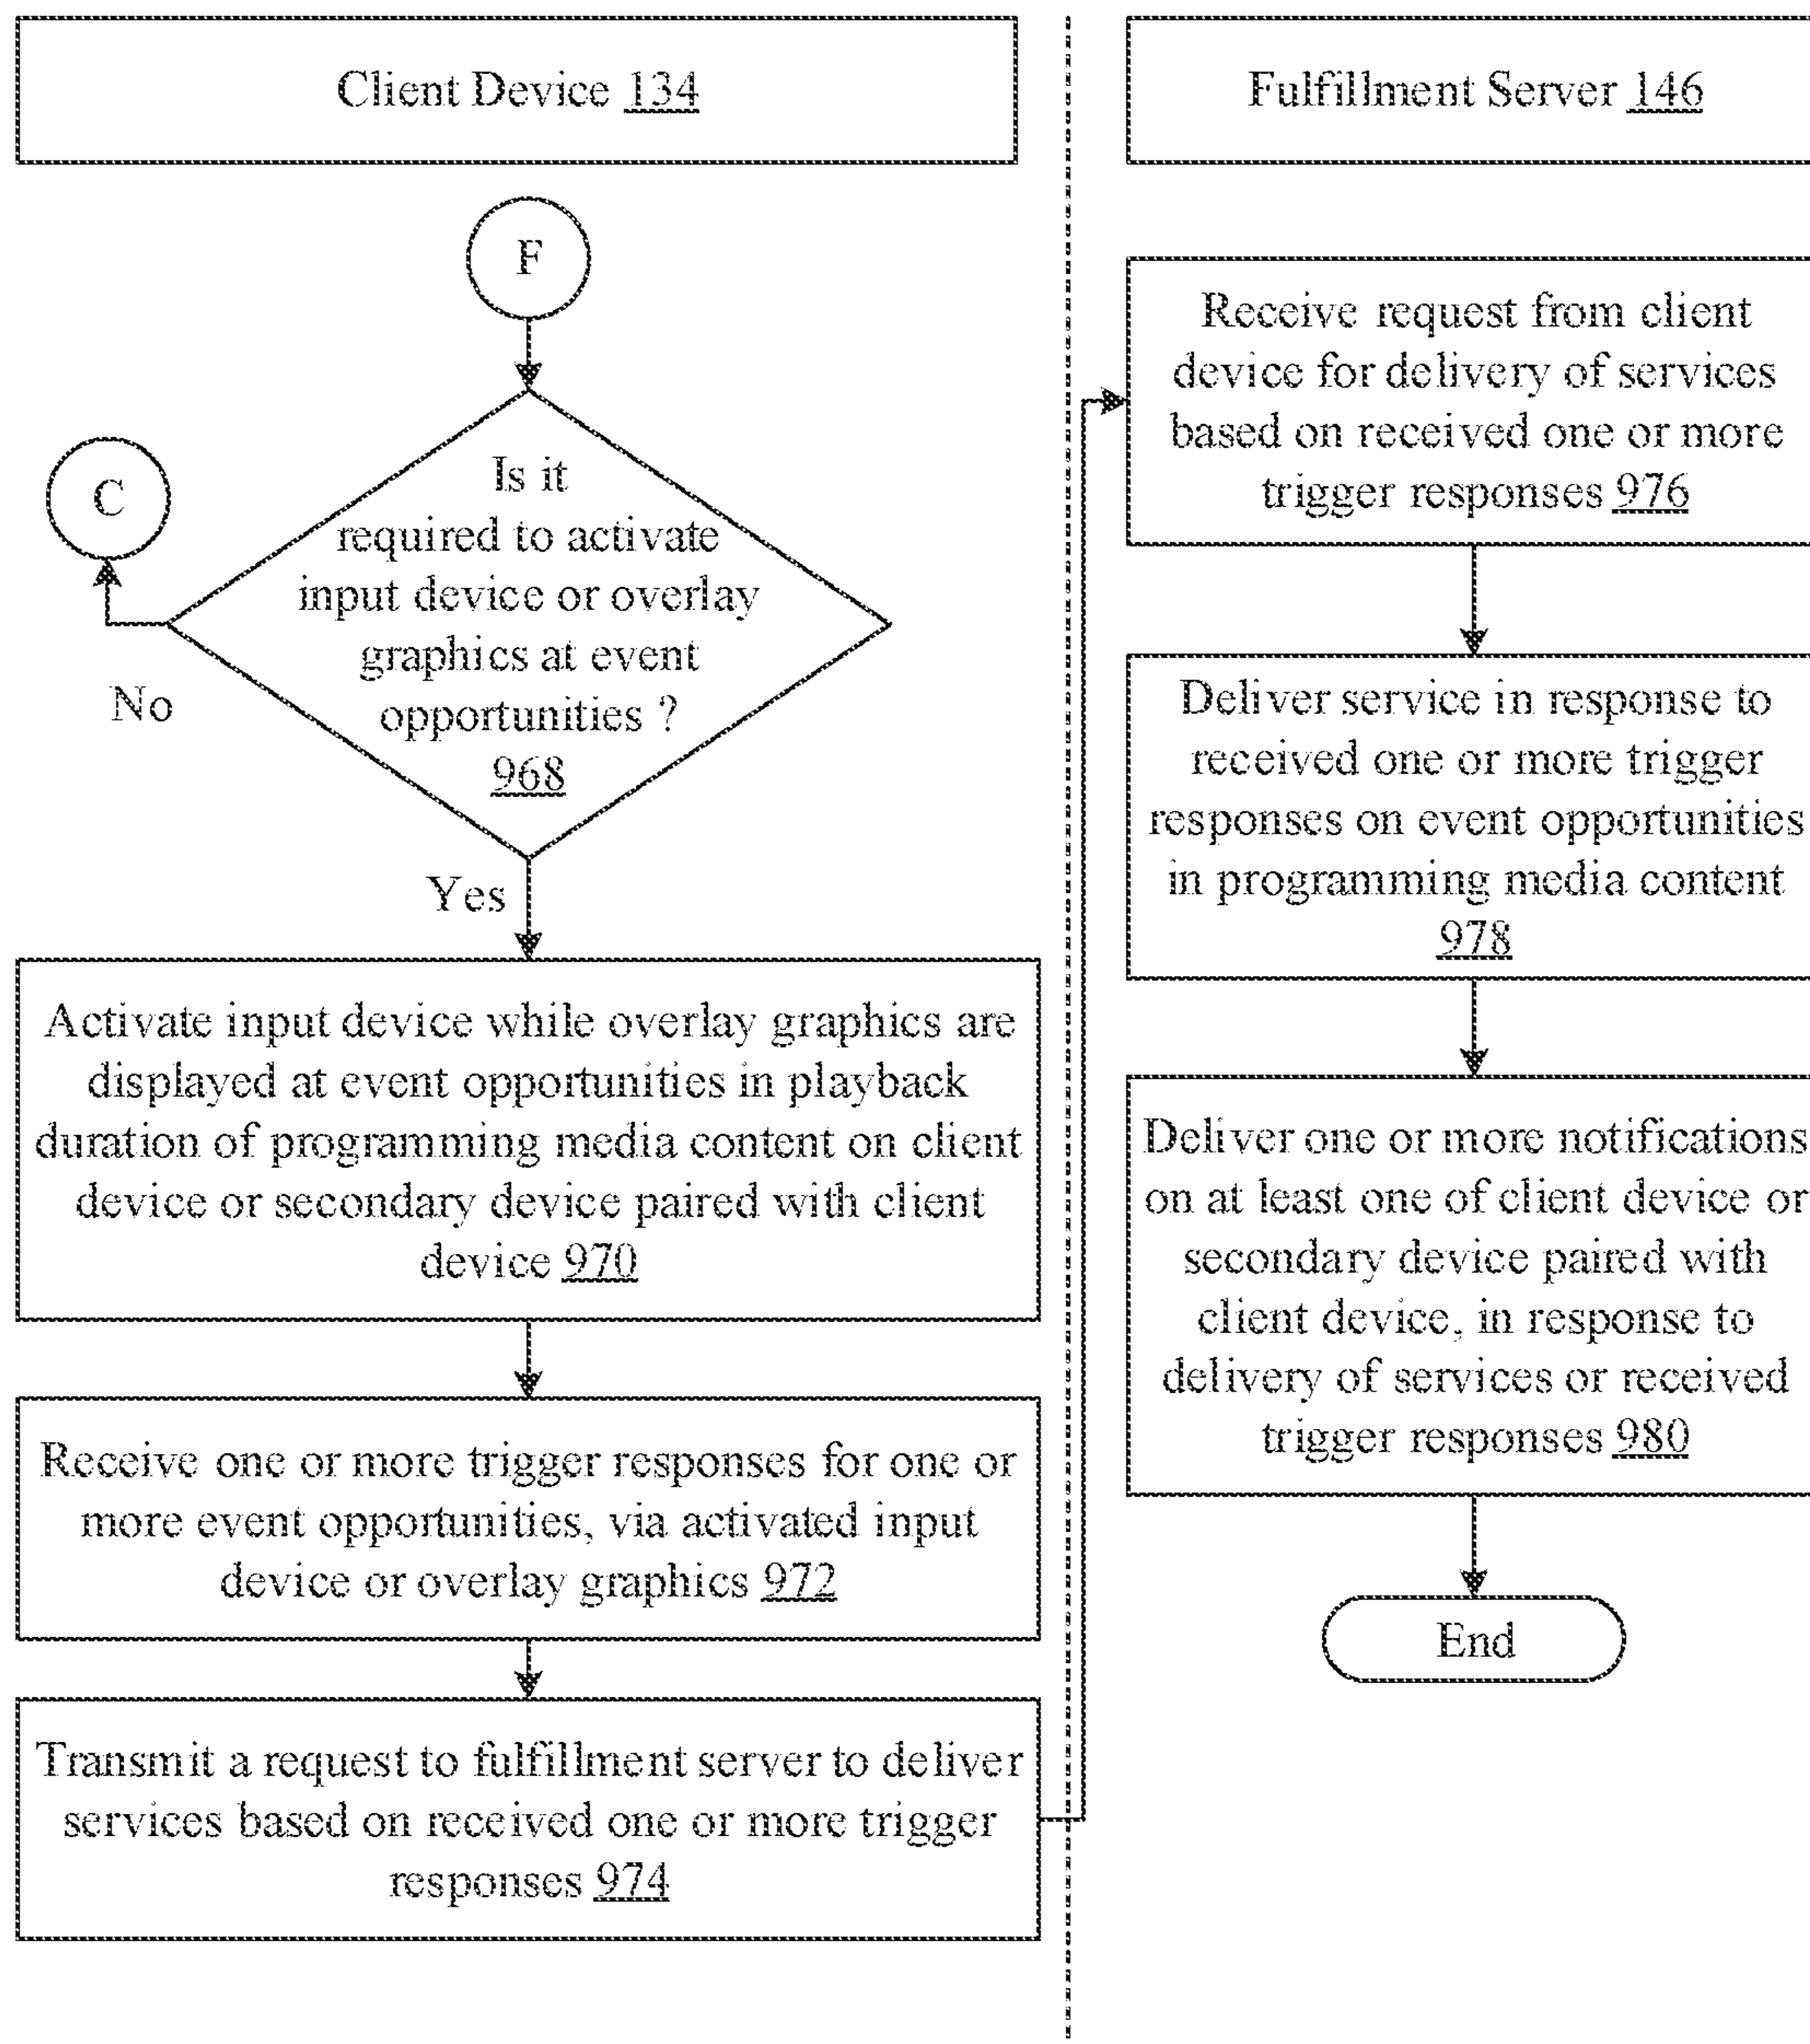 Client Device 134
F
C
Is it
required to activate
input device or overlay
graphics at event
opportunities ?
968
No
Yes
Activate input device while overlay graphics are
displayed at event opportunities in playback
duration of programming media content on client
device or secondary device paired with client
device 970
Receive one or more trigger responses for one or
more event opportunities, via activated input
device or overlay graphics 972
Transmit a request to fulfillment server to deliver
services based on received one or more trigger
responses 974
Fulfillment Server 146
Receive request from client
device for delivery of services
based on received one or more
trigger responses 976
Deliver service in response to
received one or more trigger
responses on event opportunities
in programming media content
978
Deliver one or more notifications
on at least one of client device or
secondary device paired with
client device, in response to
delivery of services or received
trigger responses 980
End